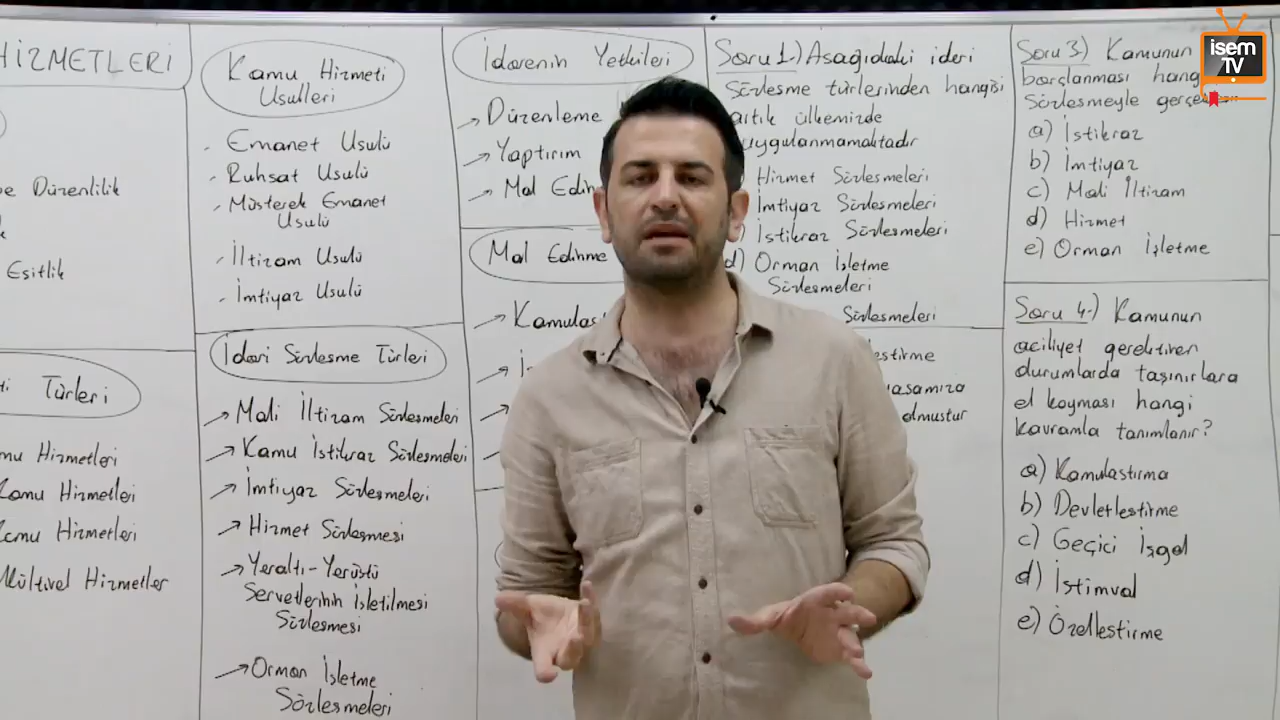 HİZMETLERİ
Düzenlilik
Eşitlik
Türleri
Hizmetleri
Kamu Hizmetleri
Kamu Hizmetleri
Kültürel Hizmetler
Kamu Hizmeti
Usulleri
Emanet Usulü
Ruhsat Usulü
Müşterek Emanet
Usulü
İltizam Usulü
İmtiyaz Usulü
İdari Sözleşme Türleri
Mali İltizam Sözleşmeleri
Kamu İstikraz Sözleşmeleri
İmtiyaz Sözleşmeleri
Hizmet Sözleşmesi
Yeraltı-Yerüstü
Servetlerinin İşletilmesi
Sözleşmesi
Orman İşletme
Sözleşmeleri
İdarenin Yetkileri
Düzenleme
Yaptırım
Mal
Mal Edinme
Soru 1) Aşağıdaki idari
sözleşme türlerinden hangisi
artık ülkemizde
uygulanmamaktadır
Hizmet Sözleşmeleri
İmtiyaz Sözleşmeleri
İstikraz Sözleşmeleri
d) Orman İşletme
Sözleşmeleri
Sözleşmeleri
Soru 3) Kamunun
borçlanması
sözleşmeyle
a) İstikraz
b) İmtiyaz
c) Mali İltizam
d) Hizmet
e) Orman İşletme
Soru 4-) Kamunun
aciliyet gerektiren
durumlarda taşınırlara
el koyması hangi
kavramla tanımlanır?
a) Kamulaştırma
b) Devletleştirme
c) Geçici İşgal
d) İstimval
e) Özelleştirme
isem
TV